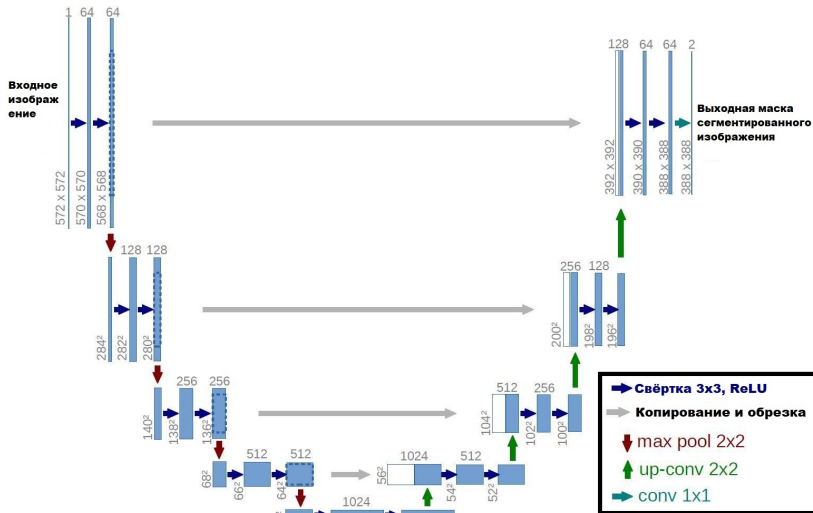 1 64 64
128 64 64 2
Входное
изображ
ение
Выходная маска
сегментированного
изображения
572 x 572
570 x 570
568 x 568
392 x 392
390 x 390
388 x 388
388 x 388
128 128
256 128
284²
282²
280²
200²
198²
196²
256 256
512 256
140²
138²
136²
104²
102²
100²
512 512
1024 512
68²
66²
64²
56²
54²
52²
1024
Свёртка 3x3, ReLU
Копирование и обрезка
max pool 2x2
up-conv 2x2
conv 1x1